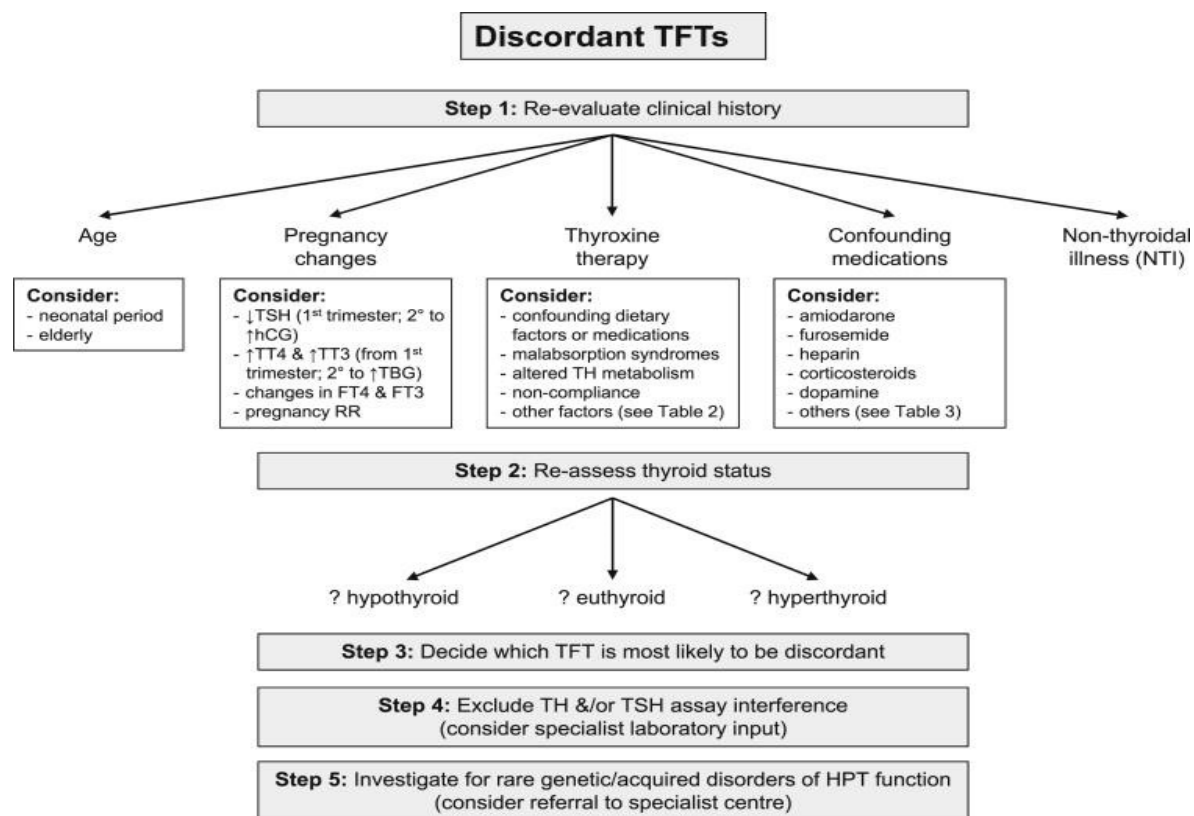 Discordant TFTs
Step 1: Re-evaluate clinical history
Age
Consider:
- neonatal period
- elderly
Pregnancy
changes
Consider:
- ↓TSH (1st trimester; 2° to
↑hCG)
- ↑TT4 & ↑TT3 (from 1st
trimester; 2° to ↑TBG)
- changes in FT4 & FT3
- pregnancy RR
Thyroxine
therapy
Consider:
- confounding dietary
factors or medications
- malabsorption syndromes
- altered TH metabolism
- non-compliance
- other factors (see Table 2)
Confounding
medications
Consider:
- amiodarone
- furosemide
- heparin
- corticosteroids
- dopamine
- others (see Table 3)
Non-thyroidal
illness (NTI)
Step 2: Re-assess thyroid status
? hypothyroid
? euthyroid
? hyperthyroid
Step 3: Decide which TFT is most likely to be discordant
Step 4: Exclude TH &/or TSH assay interference
(consider specialist laboratory input)
Step 5: Investigate for rare genetic/acquired disorders of HPT function
(consider referral to specialist centre)